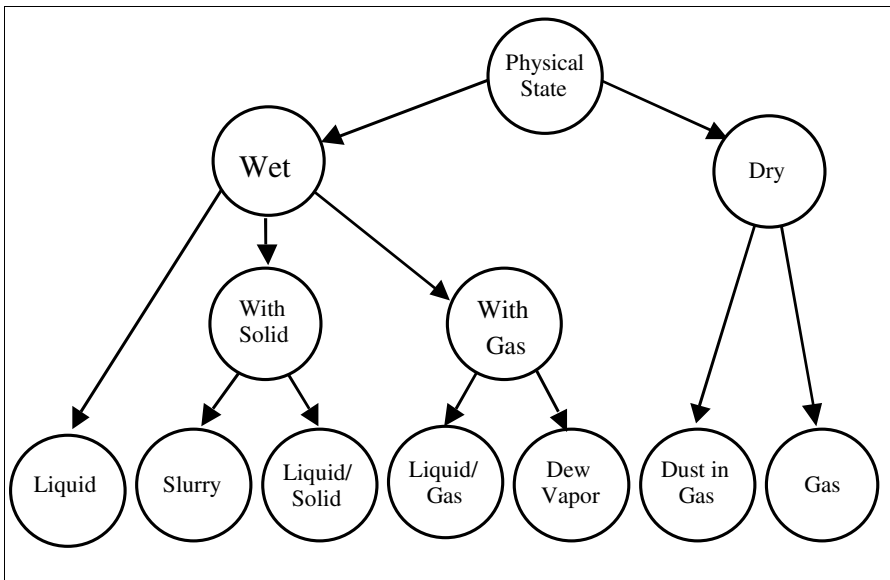 Physical
State
Wet
Dry
With
Solid
With
Gas
Liquid
Slurry
Liquid/
Solid
Liquid/
Gas
Dew
Vapor
Dust in
Gas
Gas